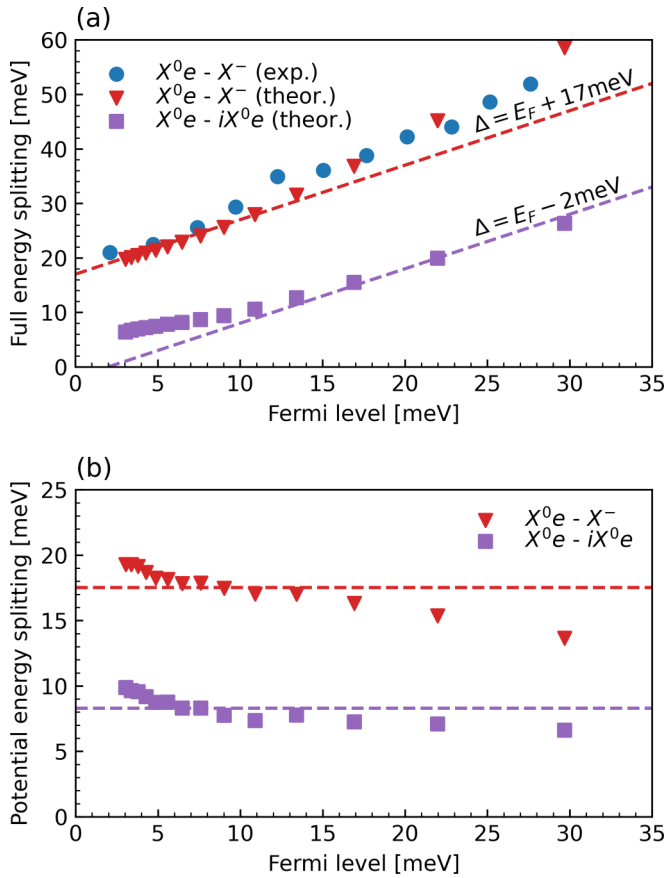 (a)
Full energy splitting [meV]
60
50
40
30
20
10
0
X⁰e - X⁻ (exp.)
X⁰e - X⁻ (theor.)
X⁰e - iX⁰e (theor.)
Δ = E_F + 17meV
Δ = E_F − 2meV
0 5 10 15 20 25 30 35
Fermi level [meV]
(b)
Potential energy splitting [meV]
25
20
15
10
5
0
X⁰e - X⁻
X⁰e - iX⁰e
0 5 10 15 20 25 30 35
Fermi level [meV]